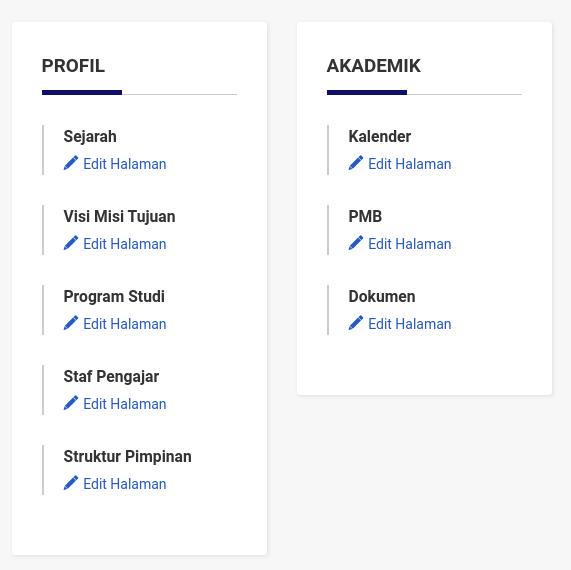 PROFIL
Sejarah
Edit Halaman
Visi Misi Tujuan
Edit Halaman
Program Studi
Edit Halaman
Staf Pengajar
Edit Halaman
Struktur Pimpinan
Edit Halaman
AKADEMIK
Kalender
Edit Halaman
PMB
Edit Halaman
Dokumen
Edit Halaman